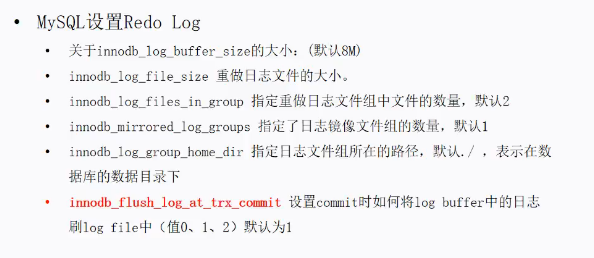 MySQL设置Redo Log
关于innodb_log_buffer_size的大小：(默认8M)
innodb_log_file_size 重做日志文件的大小。
innodb_log_files_in_group 指定重做日志文件组中文件的数量，默认2
innodb_mirrored_log_groups 指定了日志镜像文件组的数量，默认1
innodb_log_group_home_dir 指定日志文件组所在的路径，默认./ ，表示在数
据库的数据目录下
innodb_flush_log_at_trx_commit 设置commit时如何将log buffer中的日志
刷log file中（值0、1、2）默认为1